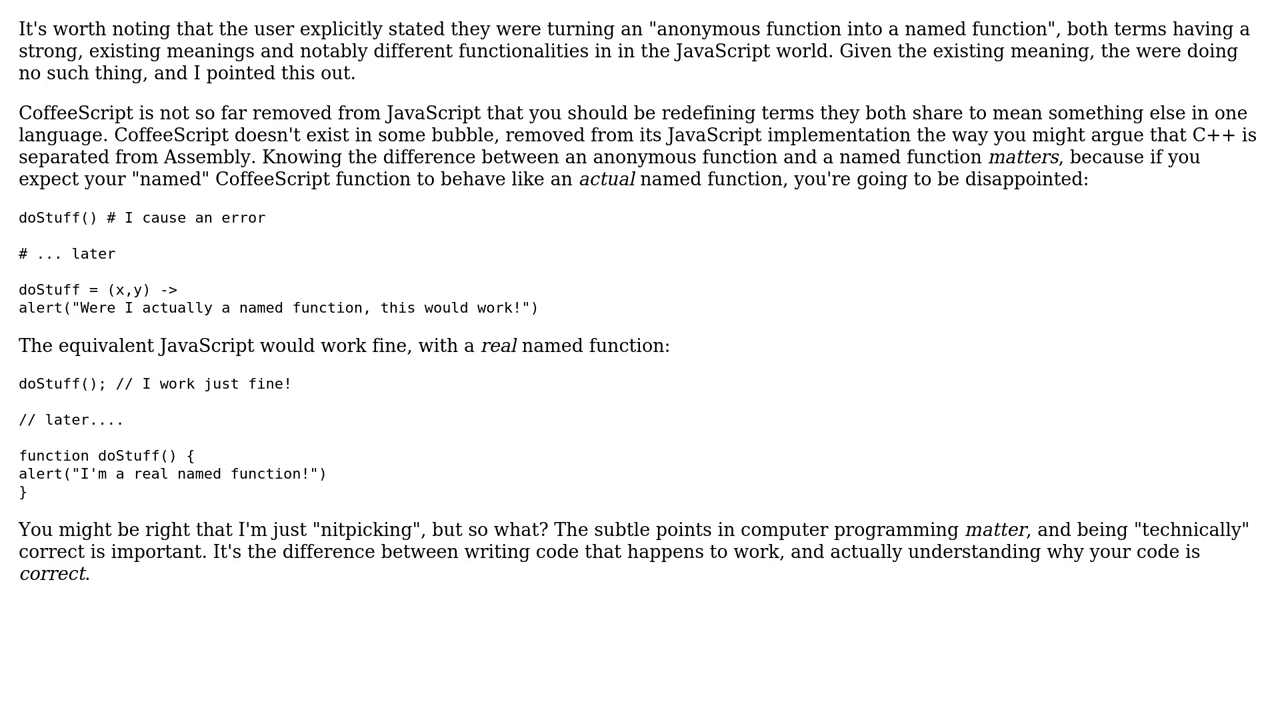 It's worth noting that the user explicitly stated they were turning an "anonymous function into a named function", both terms having a
strong, existing meanings and notably different functionalities in in the JavaScript world. Given the existing meaning, the were doing
no such thing, and I pointed this out.
CoffeeScript is not so far removed from JavaScript that you should be redefining terms they both share to mean something else in one
language. CoffeeScript doesn't exist in some bubble, removed from its JavaScript implementation the way you might argue that C++ is
separated from Assembly. Knowing the difference between an anonymous function and a named function matters, because if you
expect your "named" CoffeeScript function to behave like an actual named function, you're going to be disappointed:
doStuff() # I cause an error
# ... later
doStuff = (x,y) ->
alert("Were I actually a named function, this would work!")
The equivalent JavaScript would work fine, with a real named function:
doStuff(); // I work just fine!
// later....
function doStuff() {
alert("I'm a real named function!")
}
You might be right that I'm just "nitpicking", but so what? The subtle points in computer programming matter, and being "technically"
correct is important. It's the difference between writing code that happens to work, and actually understanding why your code is
correct.